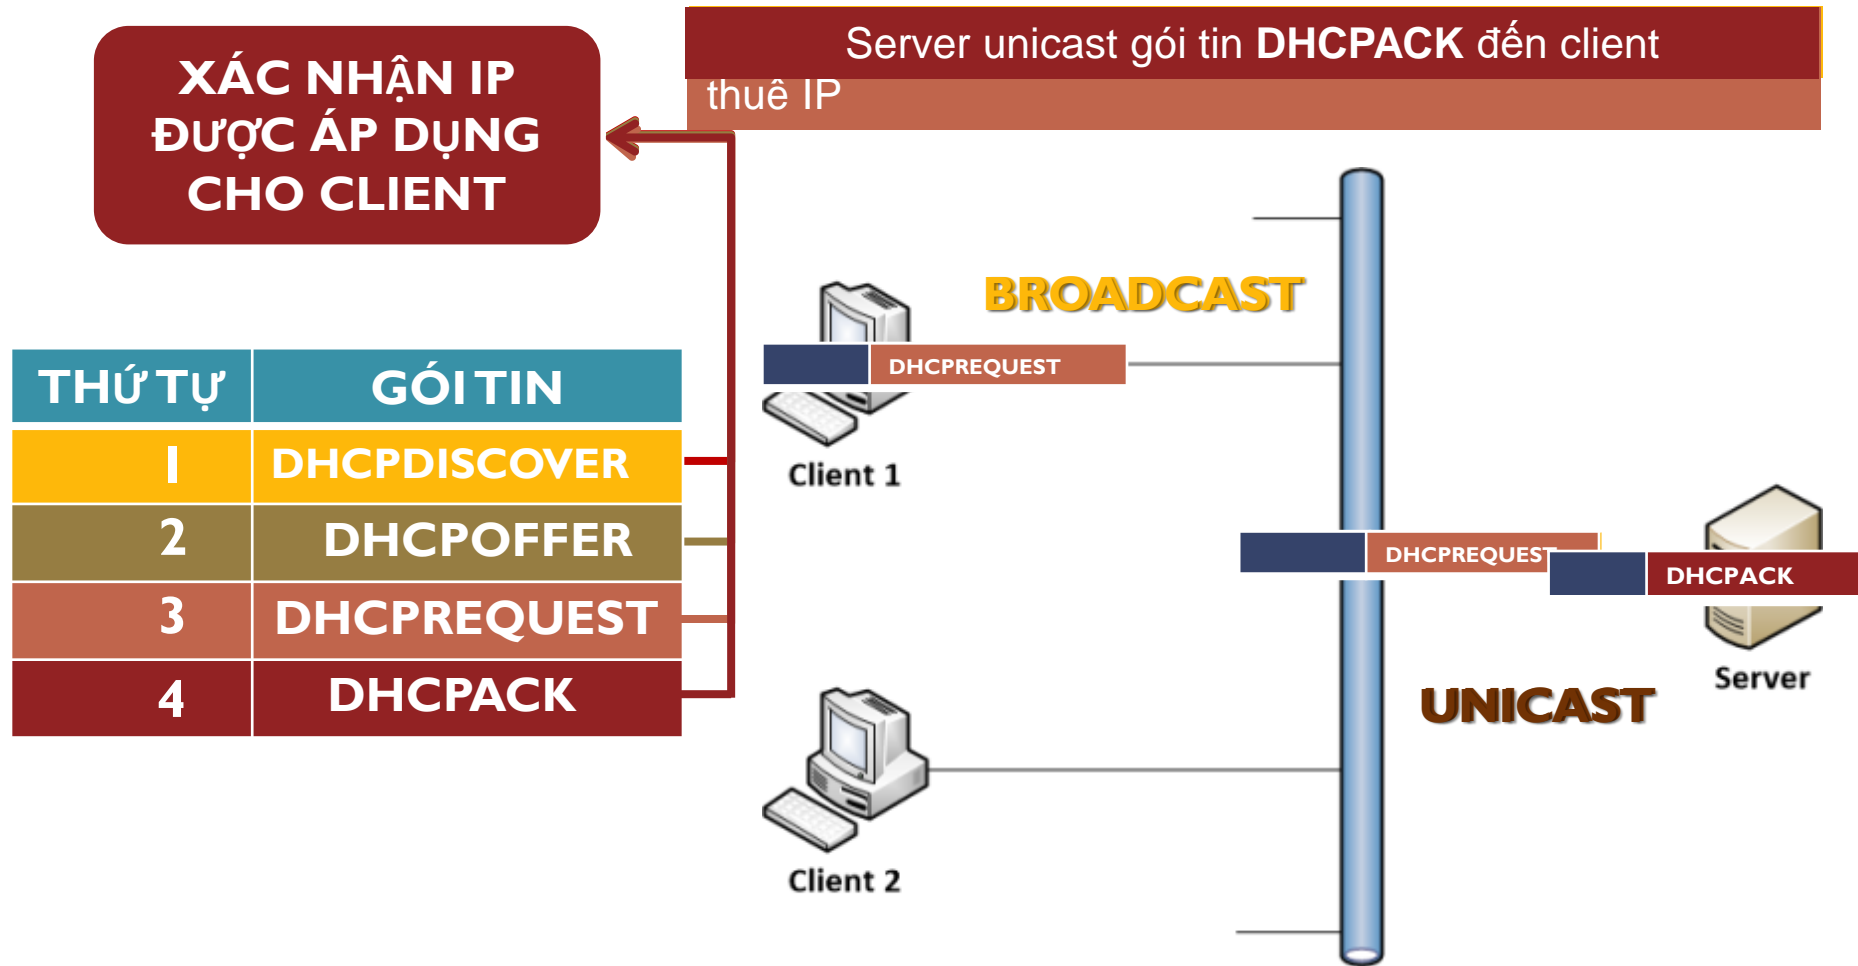 Server unicast gói tin DHCPACK đến client
thuê IP
XÁC NHẬN IP
ĐƯỢC ÁP DỤNG
CHO CLIENT
BROADCAST
DHCPREQUEST
Client 1
THỨ TỰ GÓI TIN
1 DHCPDISCOVER
2 DHCPOFFER
3 DHCPREQUEST
4 DHCPACK
DHCPREQUEST
DHCPACK
Server
UNICAST
Client 2